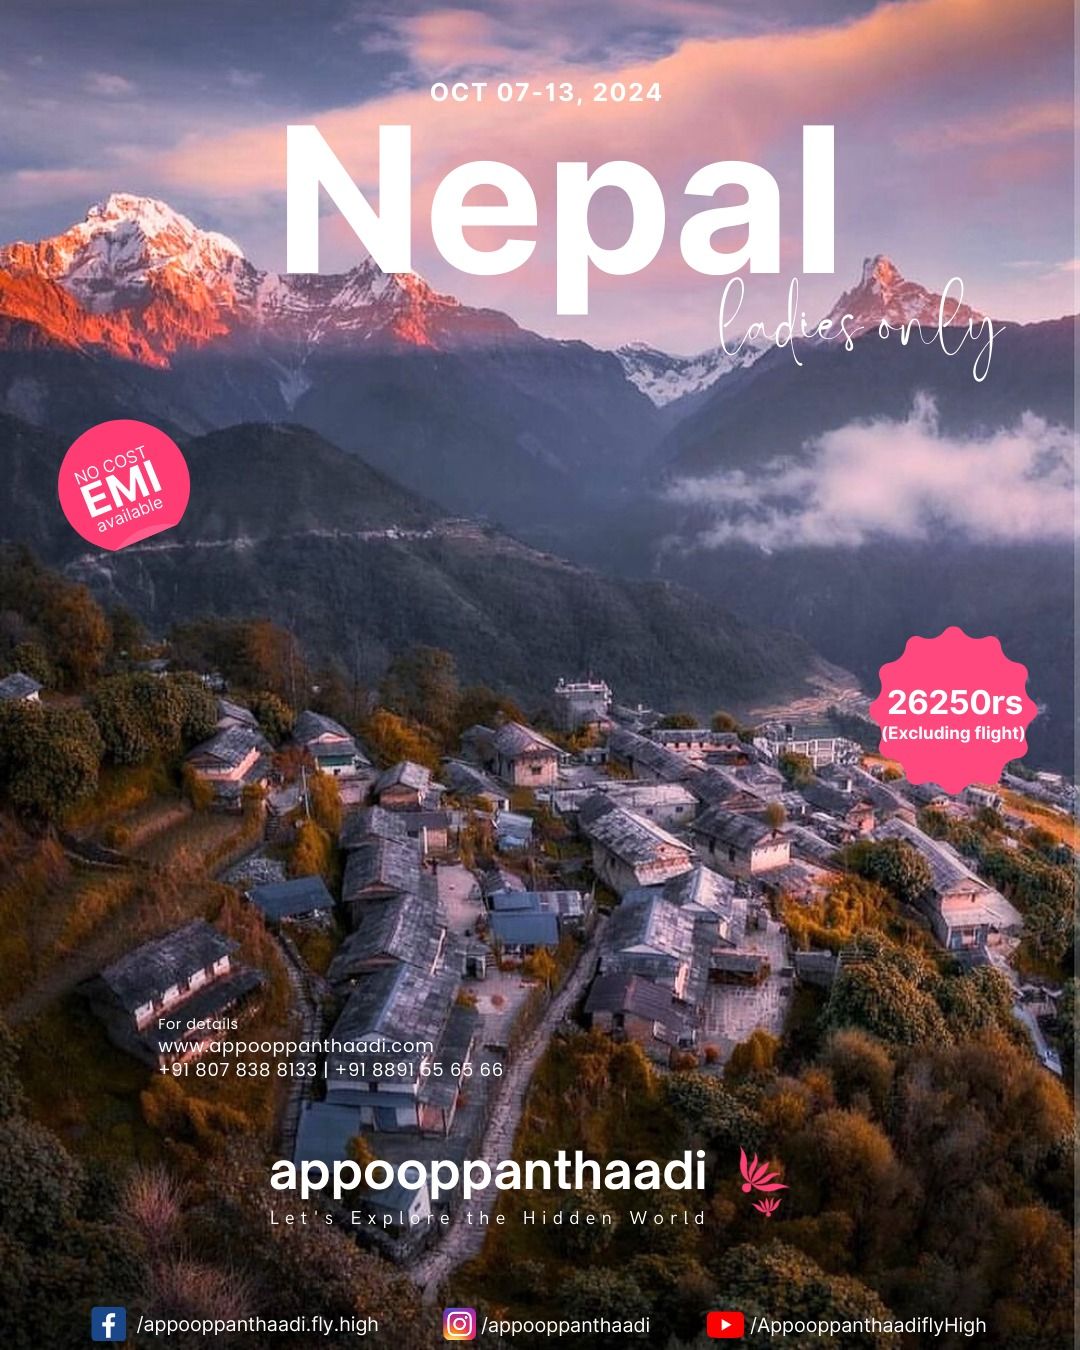 OCT 07-13, 2024
Nepal
ladies only
NO COST
EMI
available
26250rs
(Excluding flight)
For details
www.appooppanthaadi.com
+91 807 838 8133 | +91 8891 65 65 66
appooppanthaadi
Let's Explore the Hidden World
/appooppanthaadi.fly.high
/appooppanthaadi
/AppooppanthaadiflyHigh